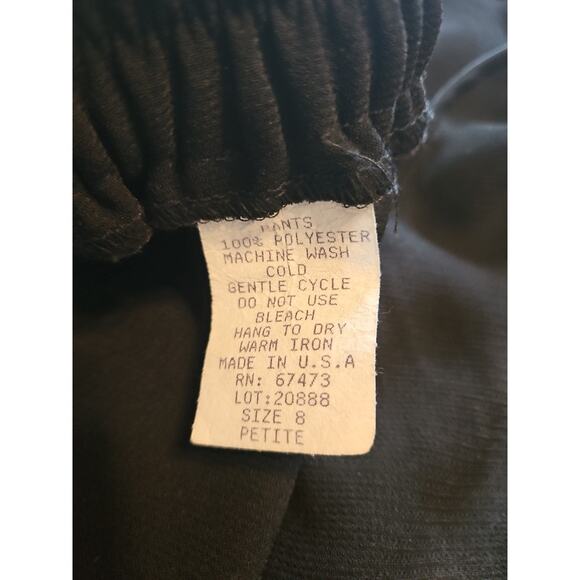 PANTS
100% POLYESTER
MACHINE WASH
COLD
GENTLE CYCLE
DO NOT USE
BLEACH
HANG TO DRY
WARM IRON
MADE IN U.S.A
RN: 67473
LOT:20888
SIZE 8
PETITE